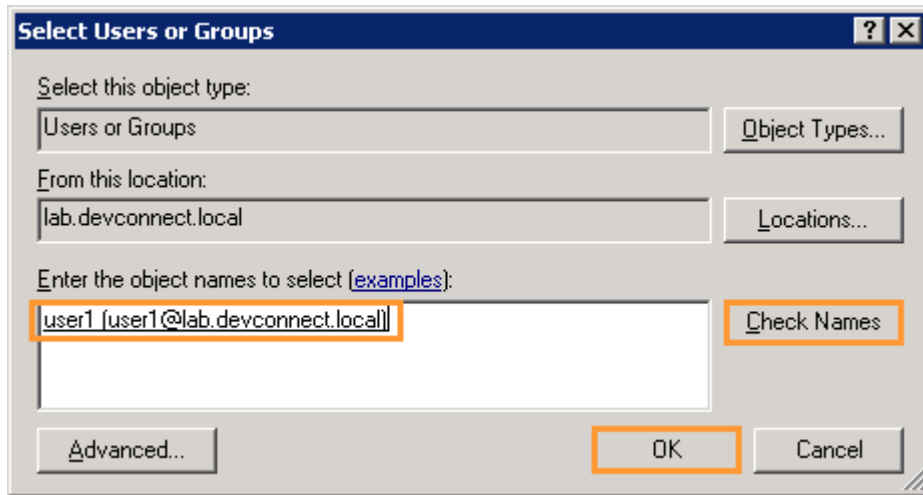 Select Users or Groups
Select this object type:
Users or Groups
Object Types...
From this location:
lab.devconnect.local
Locations...
Enter the object names to select (examples):
user1 (user1@lab.devconnect.local)
Check Names
Advanced...
OK
Cancel